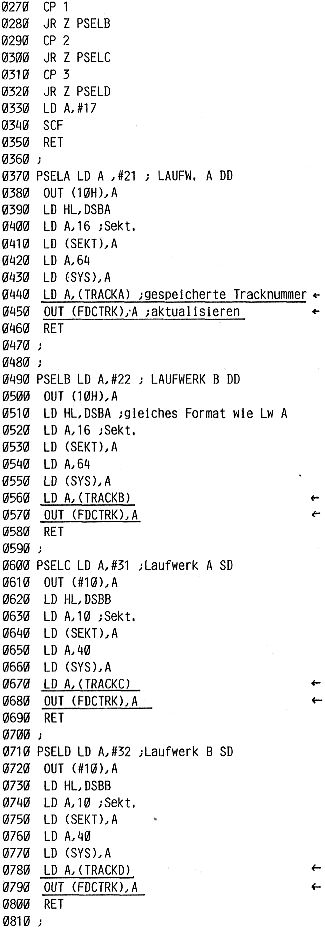 0270 CP 1
0280 JR Z PSELB
0290 CP 2
0300 JR Z PSELC
0310 CP 3
0320 JR Z PSELD
0330 LD A,#17
0340 SCF
0350 RET
0360 ;
0370 PSELA LD A ,#21 ; LAUFW. A DD
0380 OUT (10H),A
0390 LD HL,DSBA
0400 LD A,16 ;Sekt.
0410 LD (SEKT),A
0420 LD A,64
0430 LD (SYS),A
0440 LD A,(TRACKA) ;gespeicherte Tracknummer ←
0450 OUT (FDCTRK),A ;aktualisieren ←
0460 RET
0470 ;
0480 ;
0490 PSELB LD A,#22 ; LAUFWERK B DD
0500 OUT (10H),A
0510 LD HL,DSBA ;gleiches Format wie Lw A
0520 LD A,16 ;Sekt.
0530 LD (SEKT),A
0540 LD A,64
0550 LD (SYS),A
0560 LD A,(TRACKB) ←
0570 OUT (FDCTRK),A ←
0580 RET
0590 ;
0600 PSELC LD A,#31 ;Laufwerk A SD
0610 OUT (#10),A
0620 LD HL,DSBB
0630 LD A,10 ;Sekt.
0640 LD (SEKT),A
0650 LD A,40
0660 LD (SYS),A
0670 LD A,(TRACKC) ←
0680 OUT (FDCTRK),A ←
0690 RET
0700 ;
0710 PSELD LD A,#32 ;Laufwerk B SD
0720 OUT (#10),A
0730 LD HL,DSBB
0740 LD A,10 ;Sekt.
0750 LD (SEKT),A
0760 LD A,40
0770 LD (SYS),A
0780 LD A,(TRACKD) ←
0790 OUT (FDCTRK),A ←
0800 RET
0810 ;